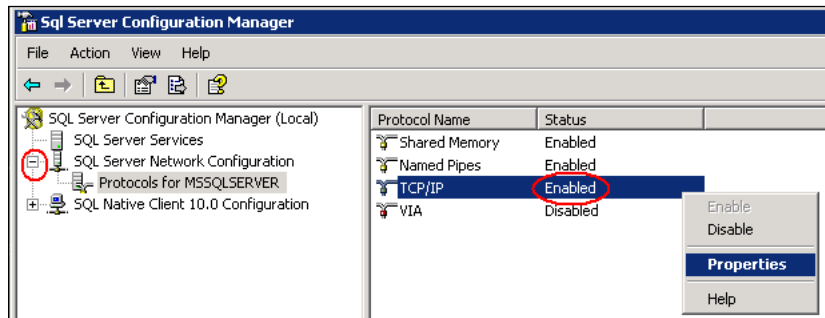 Sql Server Configuration Manager
File Action View Help
SQL Server Configuration Manager (Local)
SQL Server Services
SQL Server Network Configuration
Protocols for MSSQLSERVER
SQL Native Client 10.0 Configuration
Protocol Name Status
Shared Memory Enabled
Named Pipes Enabled
TCP/IP Enabled
VIA Disabled
Enable
Disable
Properties
Help